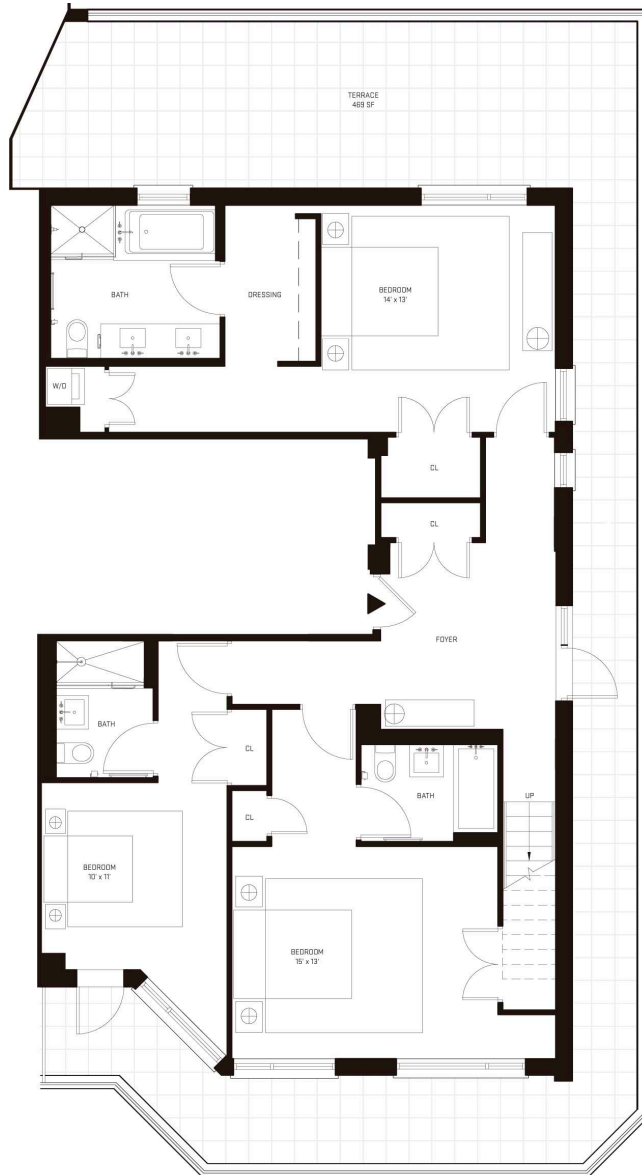 TERRACE
469 SF
BATH
DRESSING
BEDROOM
14' x 13'
W/D
CL
CL
FOYER
BATH
CL
BATH
UP
CL
BEDROOM
10' x 11'
BEDROOM
15' x 13'